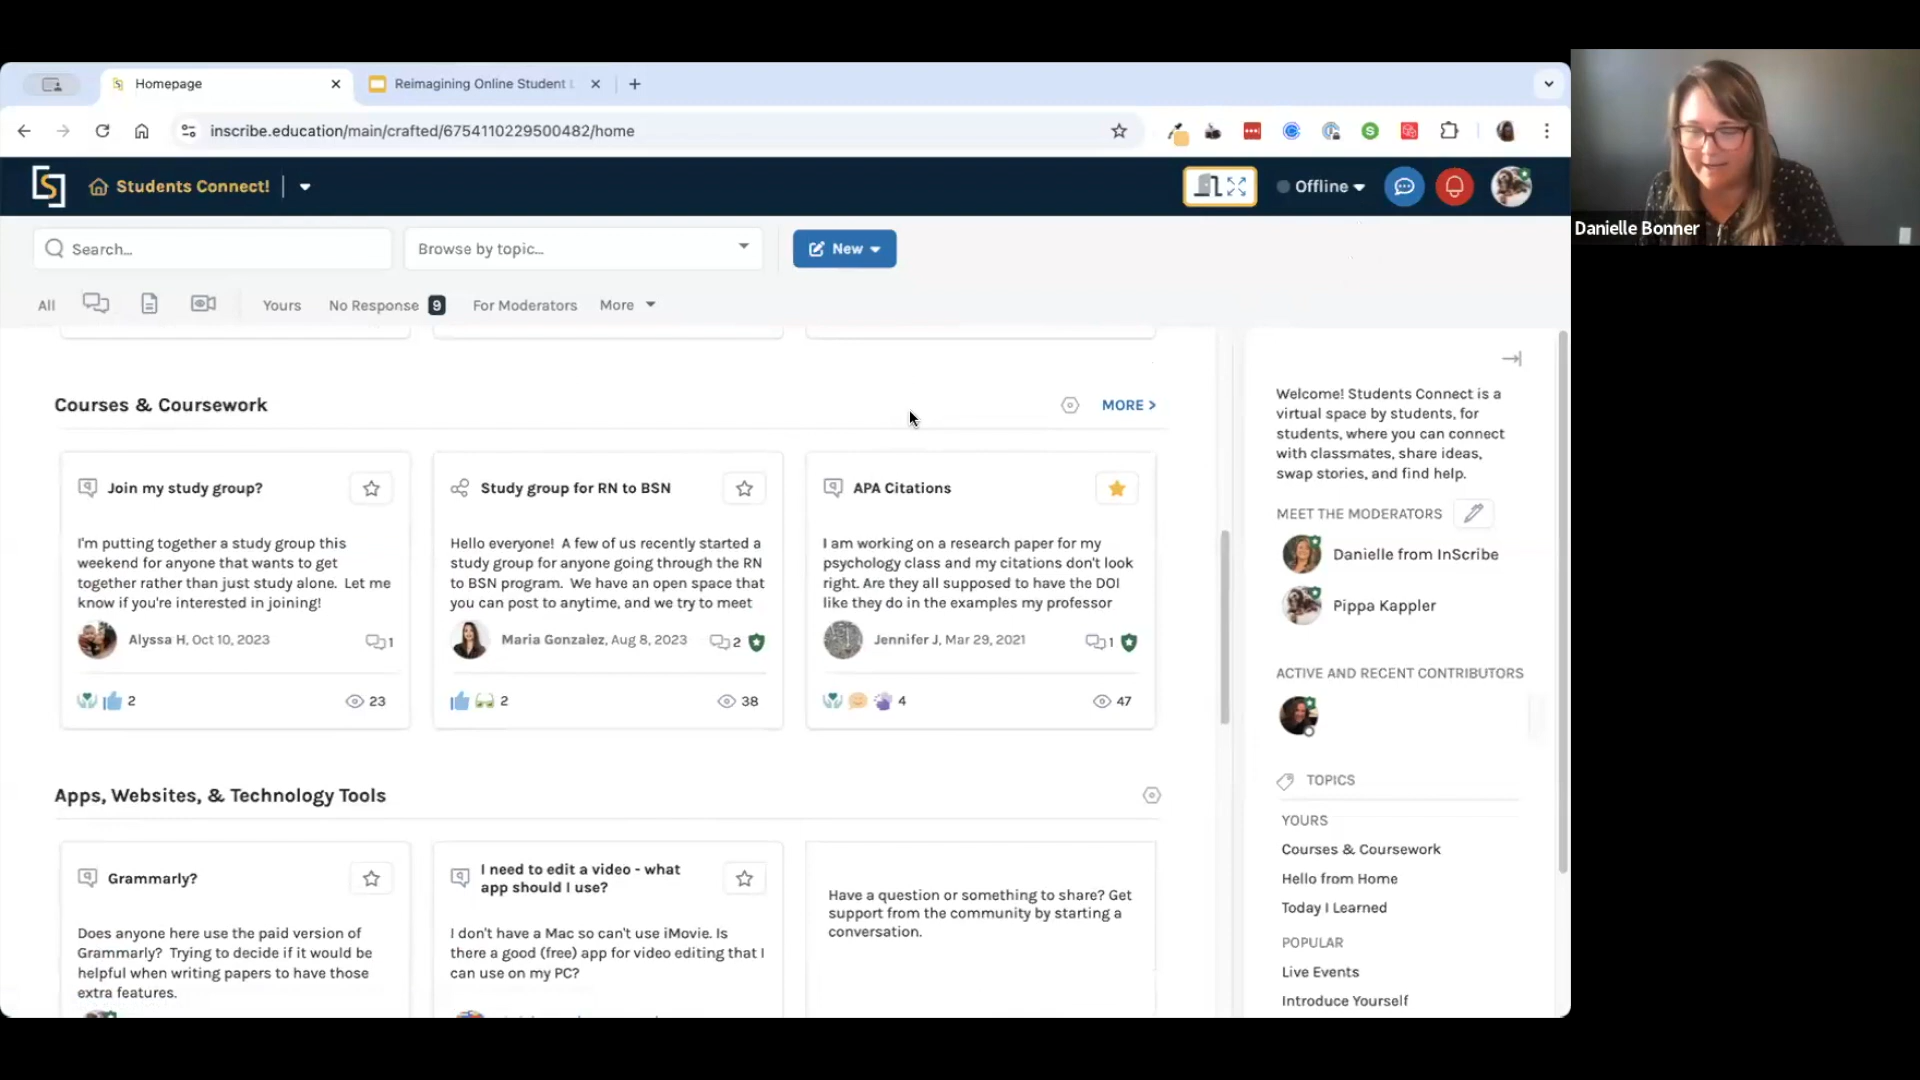 Homepage
Reimagining Online Student
inscribe.education/main/crafted/6754110229500482/home
Students Connect!
Offline
Danielle Bonner
Search...
Browse by topic...
New
All
Yours
No Response 9
For Moderators
More
Courses & Coursework
MORE >
Join my study group?
I'm putting together a study group this
weekend for anyone that wants to get
together rather than just study alone. Let me
know if you're interested in joining!
Alyssa H, Oct 10, 2023
1
2
23
Study group for RN to BSN
Hello everyone! A few of us recently started a
study group for anyone going through the RN
to BSN program. We have an open space that
you can post to anytime, and we try to meet
Maria Gonzalez, Aug 8, 2023
2
2
38
APA Citations
I am working on a research paper for my
psychology class and my citations don't look
right. Are they all supposed to have the DOI
like they do in the examples my professor
Jennifer J, Mar 29, 2021
1
4
47
Apps, Websites, & Technology Tools
Grammarly?
Does anyone here use the paid version of
Grammarly? Trying to decide if it would be
helpful when writing papers to have those
extra features.
I need to edit a video - what
app should I use?
I don't have a Mac so can't use iMovie. Is
there a good (free) app for video editing that I
can use on my PC?
Have a question or something to share? Get
support from the community by starting a
conversation.
Welcome! Students Connect is a
virtual space by students, for
students, where you can connect
with classmates, share ideas,
swap stories, and find help.
MEET THE MODERATORS
Danielle from InScribe
Pippa Kappler
ACTIVE AND RECENT CONTRIBUTORS
TOPICS
YOURS
Courses & Coursework
Hello from Home
Today I Learned
POPULAR
Live Events
Introduce Yourself